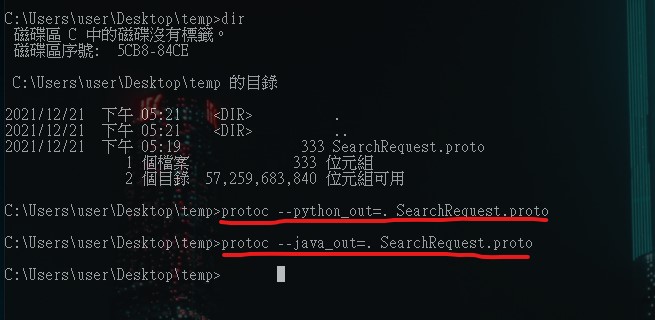 C:\Users\user\Desktop\temp>dir
磁碟區 C 中的磁碟沒有標籤。
磁碟區序號:  5CB8-84CE
C:\Users\user\Desktop\temp 的目錄
2021/12/21  下午 05:21    <DIR>          .
2021/12/21  下午 05:21    <DIR>          ..
2021/12/21  下午 05:19               333 SearchRequest.proto
1 個檔案             333 位元組
2 個目錄  57,259,683,840 位元組可用
C:\Users\user\Desktop\temp>protoc --python_out=. SearchRequest.proto
C:\Users\user\Desktop\temp>protoc --java_out=. SearchRequest.proto
C:\Users\user\Desktop\temp>